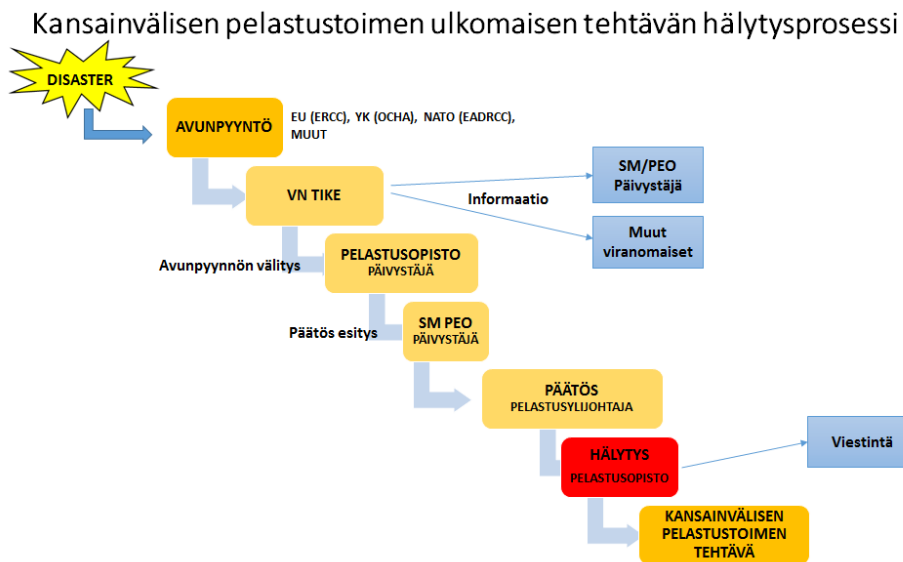 Kansainvälisen pelastustoimen ulkomaisen tehtävän hälytysprosessi
DISASTER
AVUNPYYNTÖ
EU (ERCC), YK (OCHA), NATO (EADRCC),
MUUT
VN TIKE
Informaatio
SM/PEO
Päivystäjä
Muut
viranomaiset
Avunpyynnön välitys
PELASTUSOPISTO
PÄIVYSTÄJÄ
Päätös esitys
SM PEO
PÄIVYSTÄJÄ
PÄÄTÖS
PELASTUSYLIJOHTAJA
HÄLYTYS
PELASTUSOPISTO
Viestintä
KANSAINVÄLISEN
PELASTUSTOIMEN
TEHTÄVÄ